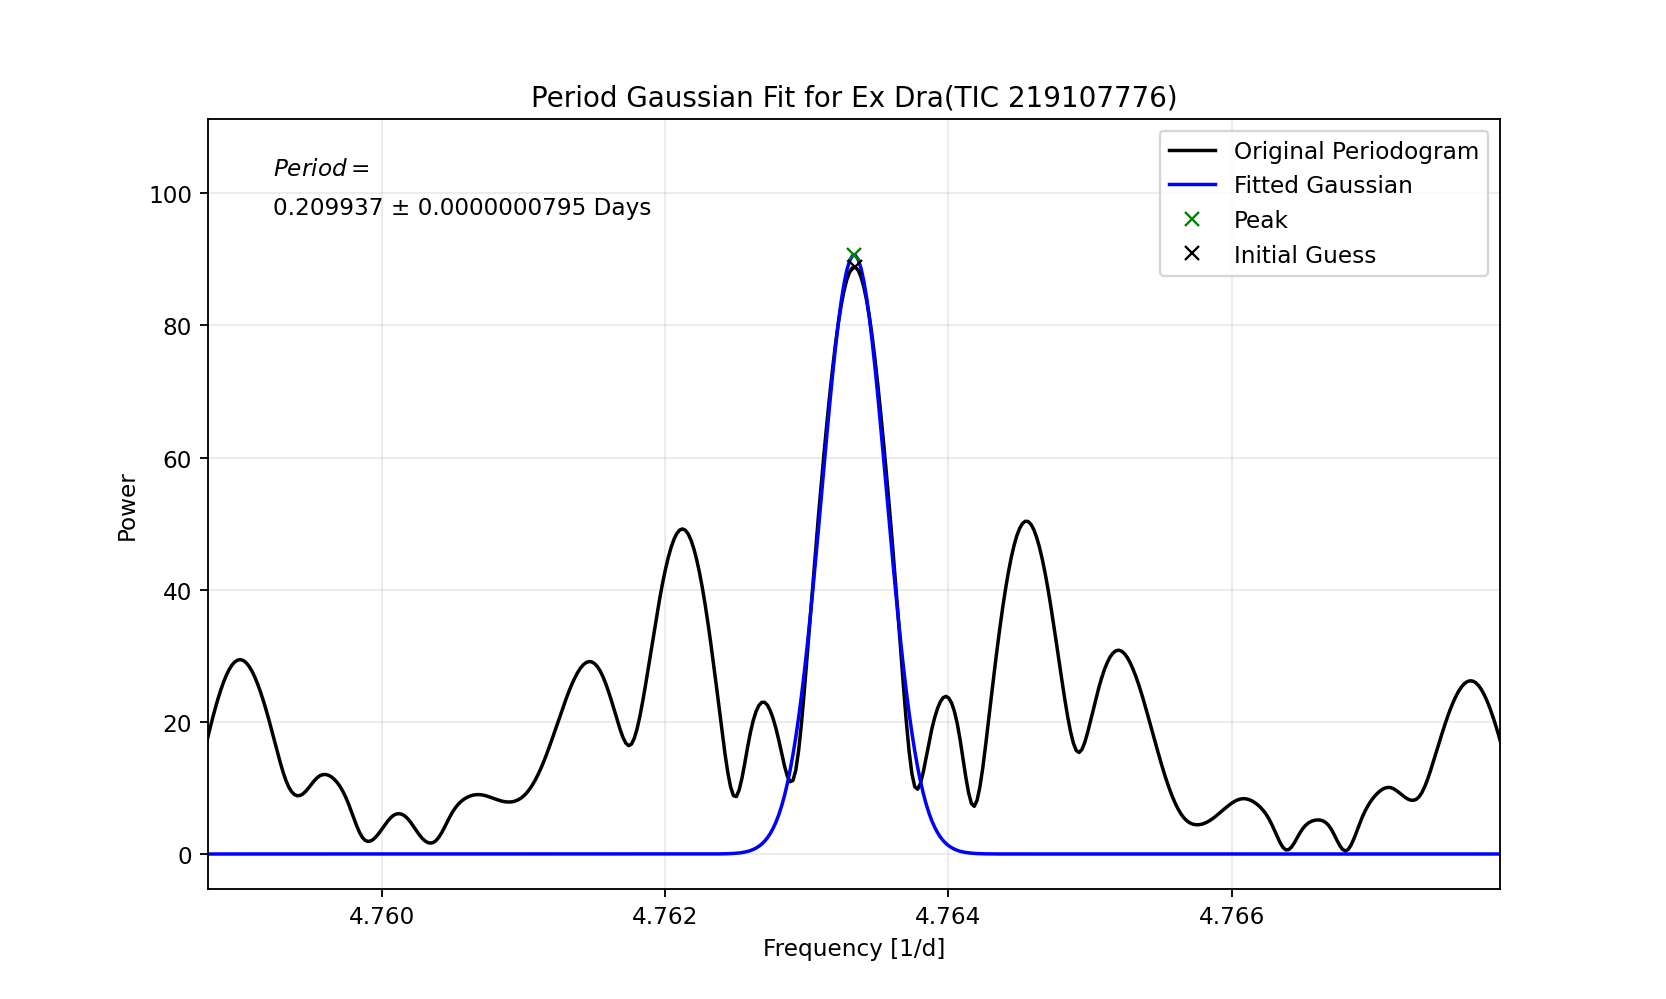 Period Gaussian Fit for Ex Dra(TIC 219107776)
Period =
0.209937 ± 0.0000000795 Days
Original Periodogram
Fitted Gaussian
Peak
Initial Guess
100
80
60
40
20
0
Power
4.760 4.762 4.764 4.766
Frequency [1/d]